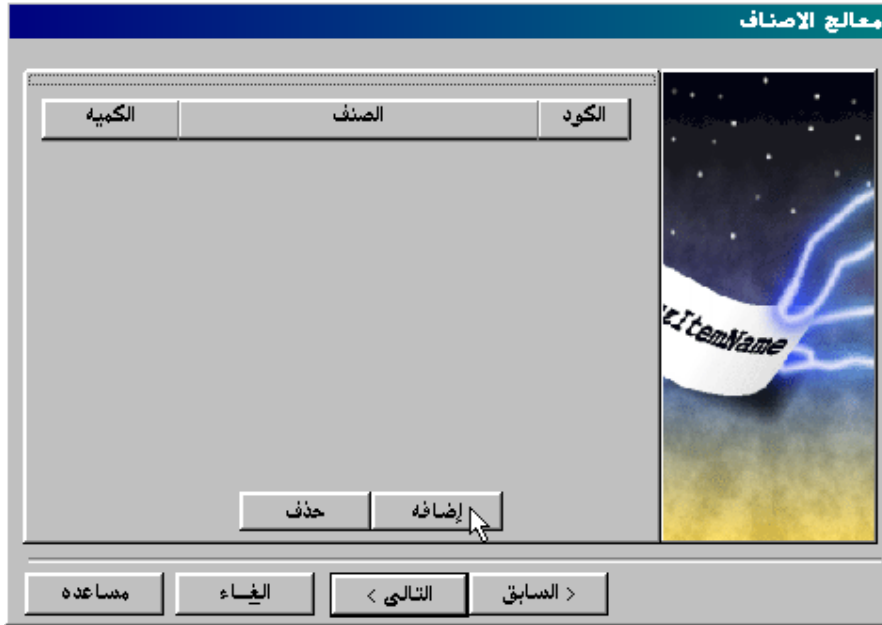 معالج الاصناف
الكود الصنف الكميه
ItemName
إضافه حذف
< السابق التالى > الغـاء مساعده